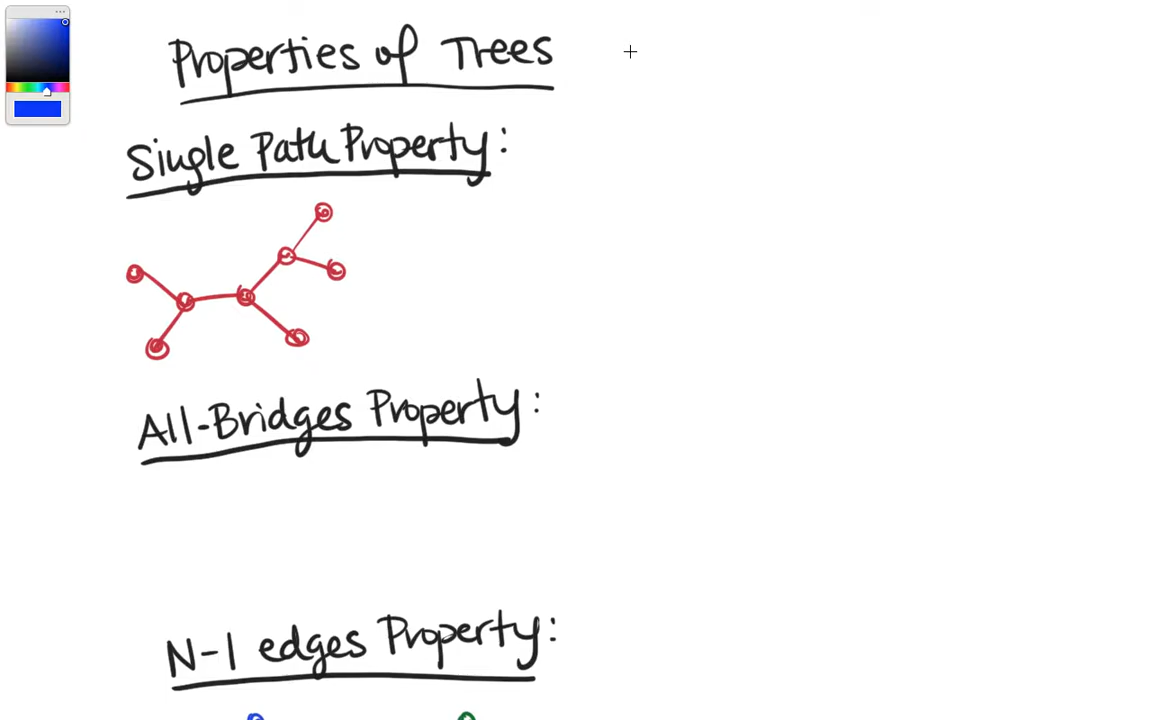 Properties of Trees
Single Path Property:
All-Bridges Property:
N-1 edges Property: